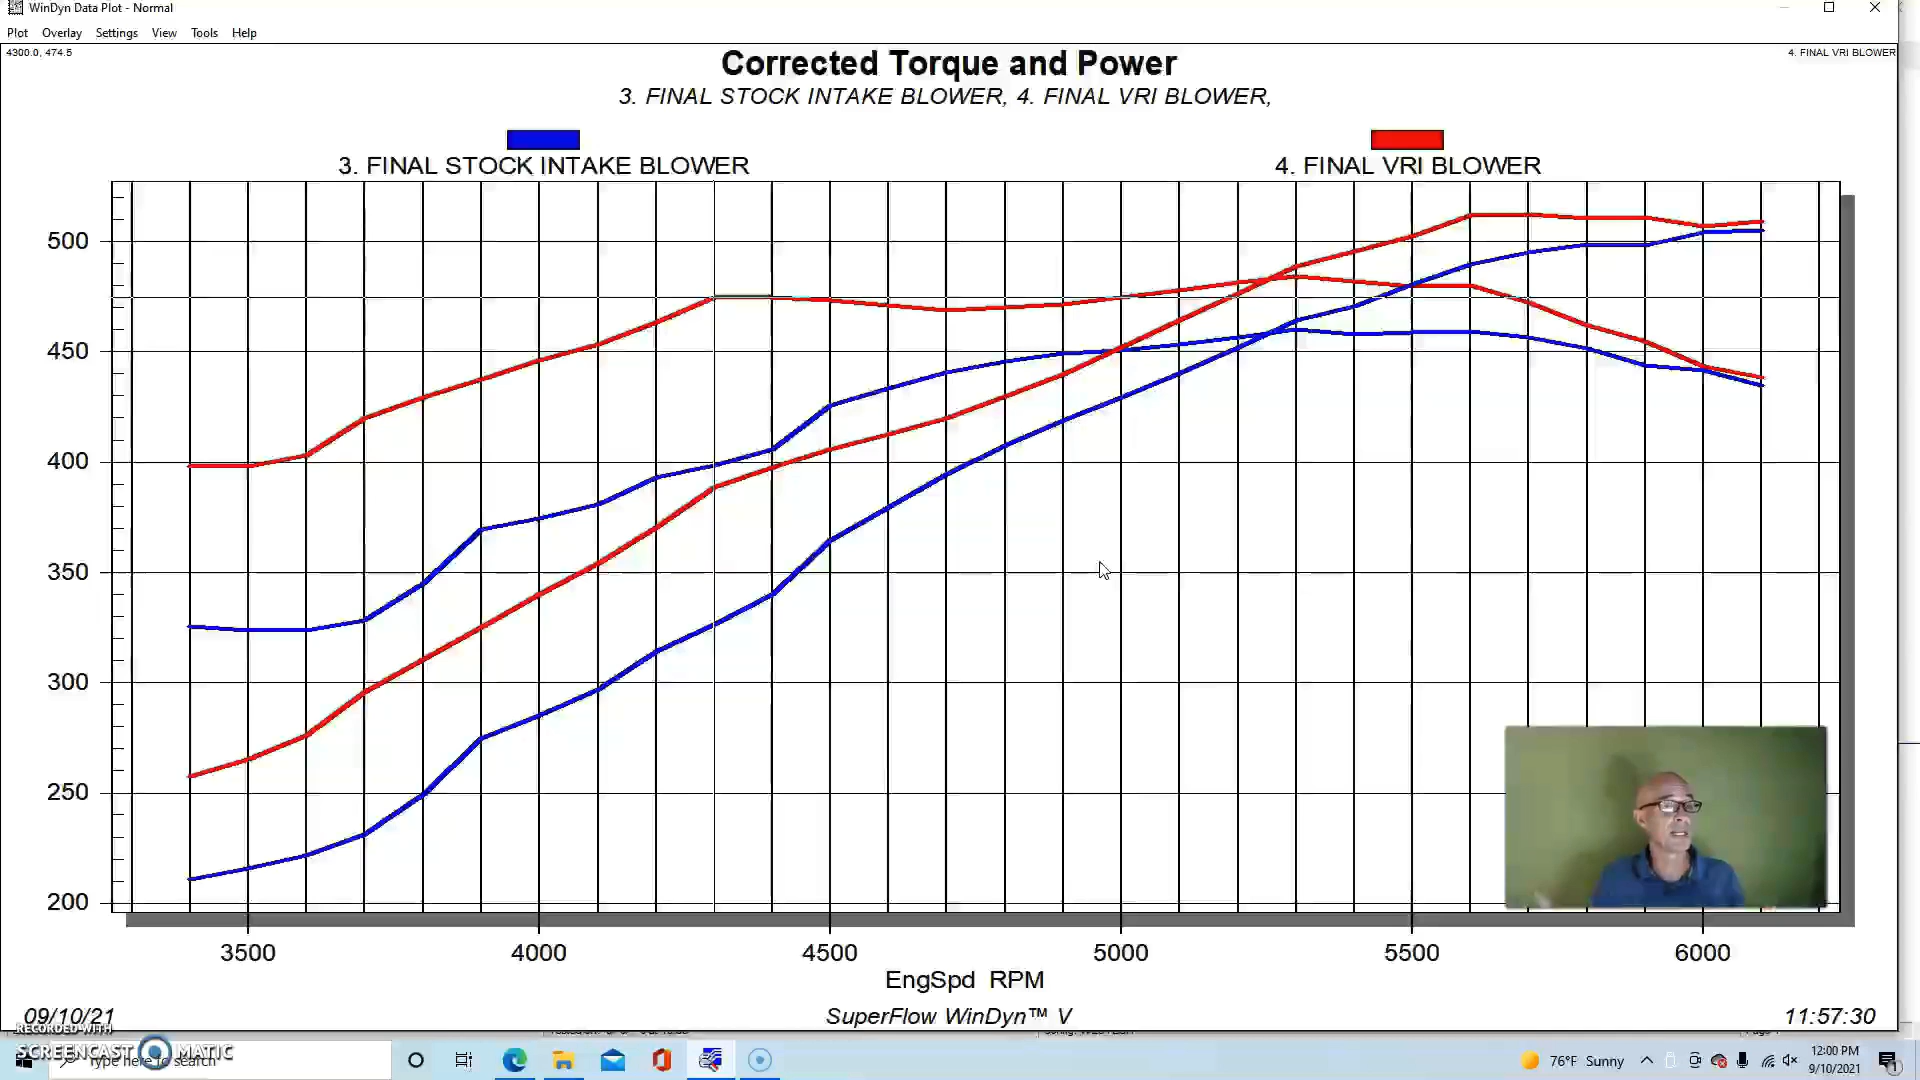 WinDyn Data Plot - Normal
Plot Overlay Settings View Tools Help
4300.0, 474.5
4. FINAL VRI BLOWER
Corrected Torque and Power
3. FINAL STOCK INTAKE BLOWER, 4. FINAL VRI BLOWER,
3. FINAL STOCK INTAKE BLOWER
4. FINAL VRI BLOWER
500
450
400
350
300
250
200
3500 4000 4500 5000 5500 6000
EngSpd RPM
09/10/21
SuperFlow WinDyn™ V
11:57:30
RECORDED WITH
SCREENCAST MATIC
Type here to search
76°F Sunny
12:00 PM
9/10/2021
1